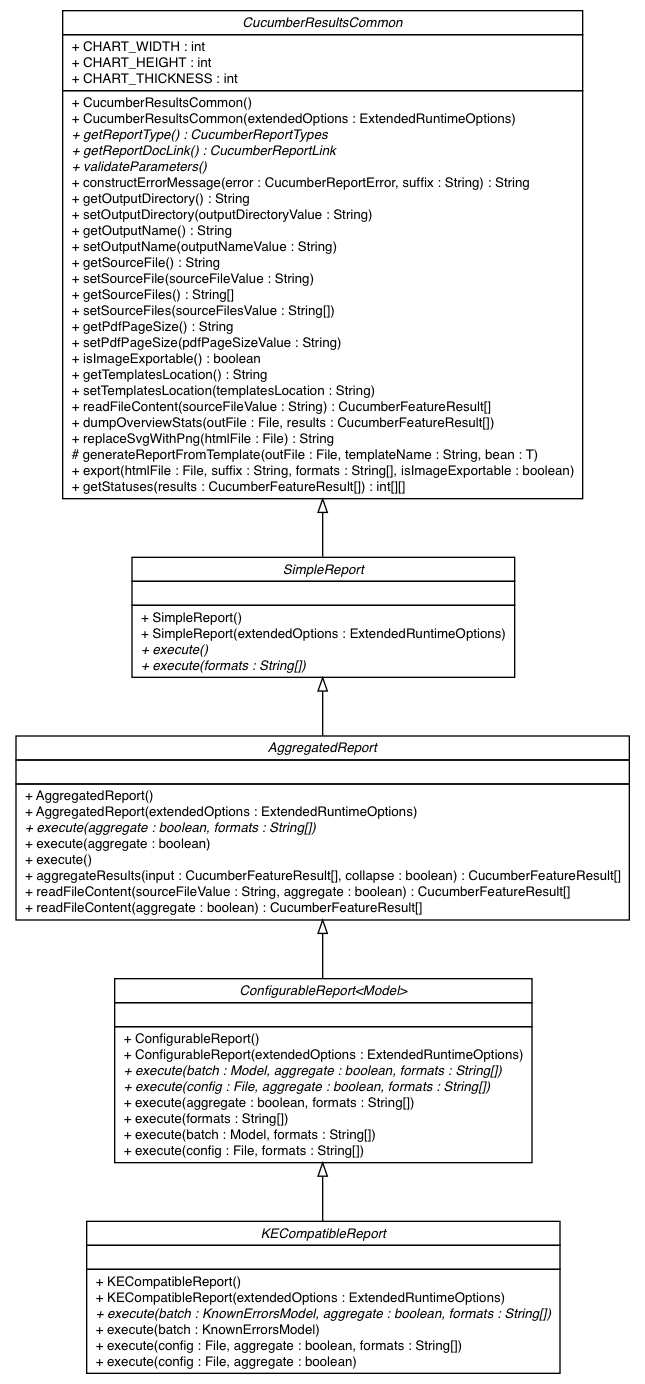 CucumberResultsCommon
+ CHART_WIDTH : int
+ CHART_HEIGHT : int
+ CHART_THICKNESS : int
+ CucumberResultsCommon()
+ CucumberResultsCommon(extendedOptions : ExtendedRuntimeOptions)
+ getReportType() : CucumberReportTypes
+ getReportDocLink() : CucumberReportLink
+ validateParameters()
+ constructErrorMessage(error : CucumberReportError, suffix : String) : String
+ getOutputDirectory() : String
+ setOutputDirectory(outputDirectoryValue : String)
+ getOutputName() : String
+ setOutputName(outputNameValue : String)
+ getSourceFile() : String
+ setSourceFile(sourceFileValue : String)
+ getSourceFiles() : String[]
+ setSourceFiles(sourceFilesValue : String[])
+ getPdfPageSize() : String
+ setPdfPageSize(pdfPageSizeValue : String)
+ isImageExportable() : boolean
+ getTemplatesLocation() : String
+ setTemplatesLocation(templatesLocation : String)
+ readFileContent(sourceFileValue : String) : CucumberFeatureResult[]
+ dumpOverviewStats(outFile : File, results : CucumberFeatureResult[])
+ replaceSvgWithPng(htmlFile : File) : String
# generateReportFromTemplate(outFile : File, templateName : String, bean : T)
+ export(htmlFile : File, suffix : String, formats : String[], isImageExportable : boolean)
+ getStatuses(results : CucumberFeatureResult[]) : int[][]
SimpleReport
+ SimpleReport()
+ SimpleReport(extendedOptions : ExtendedRuntimeOptions)
+ execute()
+ execute(formats : String[])
AggregatedReport
+ AggregatedReport()
+ AggregatedReport(extendedOptions : ExtendedRuntimeOptions)
+ execute(aggregate : boolean, formats : String[])
+ execute(aggregate : boolean)
+ execute()
+ aggregateResults(input : CucumberFeatureResult[], collapse : boolean) : CucumberFeatureResult[]
+ readFileContent(sourceFileValue : String, aggregate : boolean) : CucumberFeatureResult[]
+ readFileContent(aggregate : boolean) : CucumberFeatureResult[]
ConfigurableReport<Model>
+ ConfigurableReport()
+ ConfigurableReport(extendedOptions : ExtendedRuntimeOptions)
+ execute(batch : Model, aggregate : boolean, formats : String[])
+ execute(config : File, aggregate : boolean, formats : String[])
+ execute(aggregate : boolean, formats : String[])
+ execute(formats : String[])
+ execute(batch : Model, formats : String[])
+ execute(config : File, formats : String[])
KECompatibleReport
+ KECompatibleReport()
+ KECompatibleReport(extendedOptions : ExtendedRuntimeOptions)
+ execute(batch : KnownErrorsModel, aggregate : boolean, formats : String[])
+ execute(batch : KnownErrorsModel)
+ execute(config : File, aggregate : boolean, formats : String[])
+ execute(config : File, aggregate : boolean)